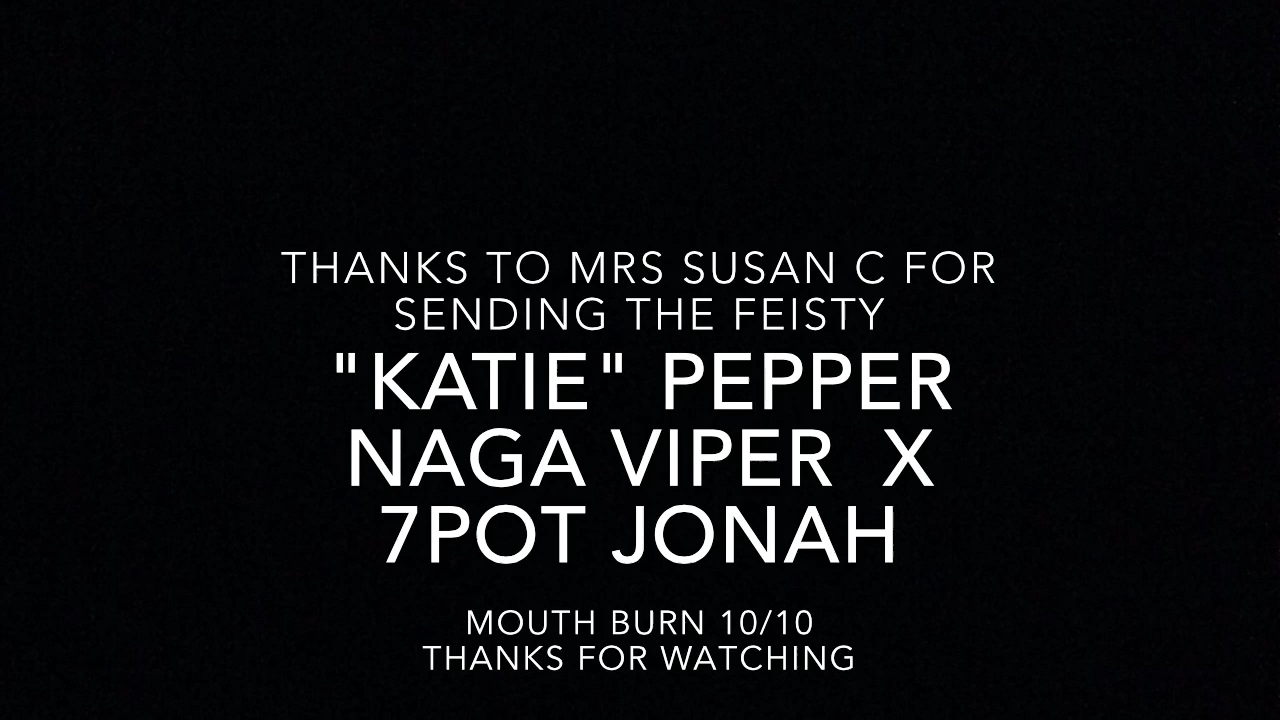 THANKS TO MRS SUSAN C FOR
SENDING THE FEISTY
"KATIE" PEPPER
NAGA VIPER  X
7POT JONAH
MOUTH BURN 10/10
THANKS FOR WATCHING